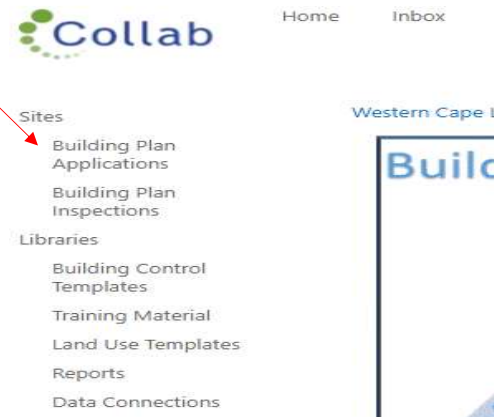 Collab
Home Inbox
Sites
Western Cape
Building Plan
Applications
Building Plan
Inspections
Libraries
Building Control
Templates
Training Material
Land Use Templates
Reports
Data Connections